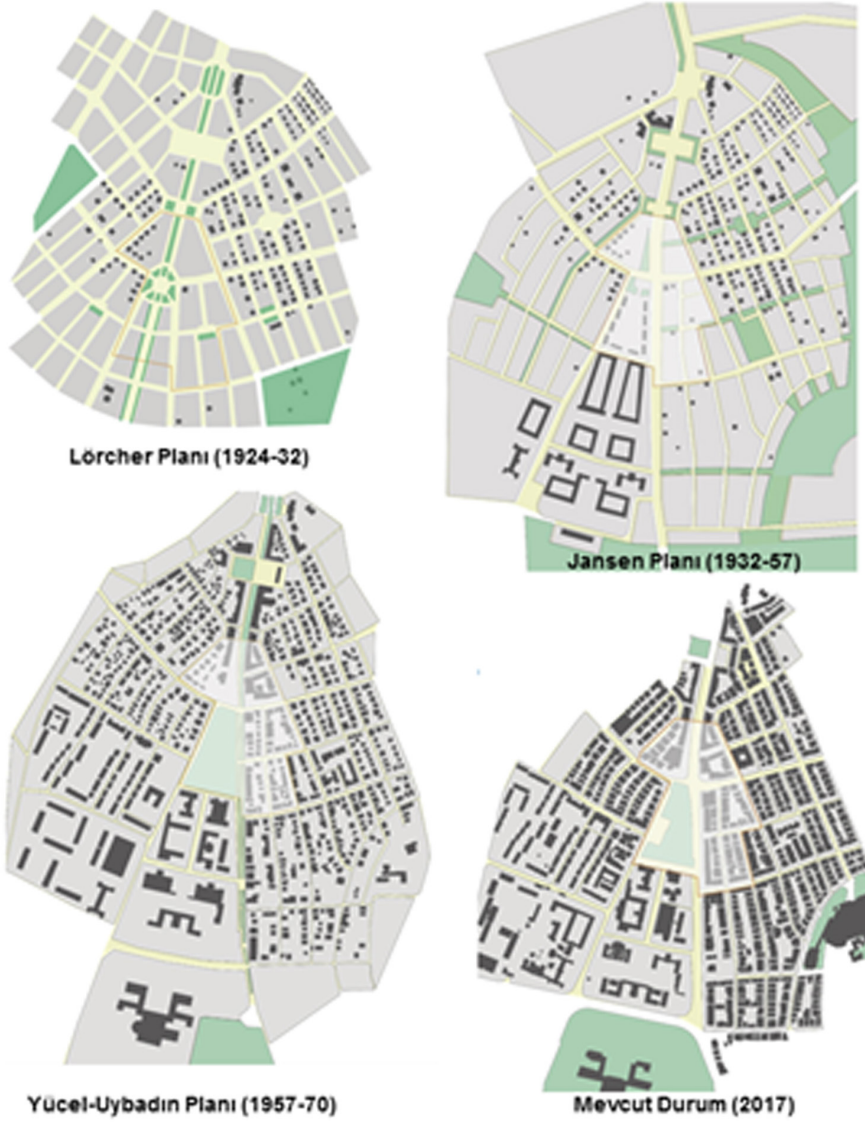 Lörcher Planı (1924-32)
Jansen Planı (1932-57)
Yücel-Uybadın Planı (1957-70)
Mevcut Durum (2017)